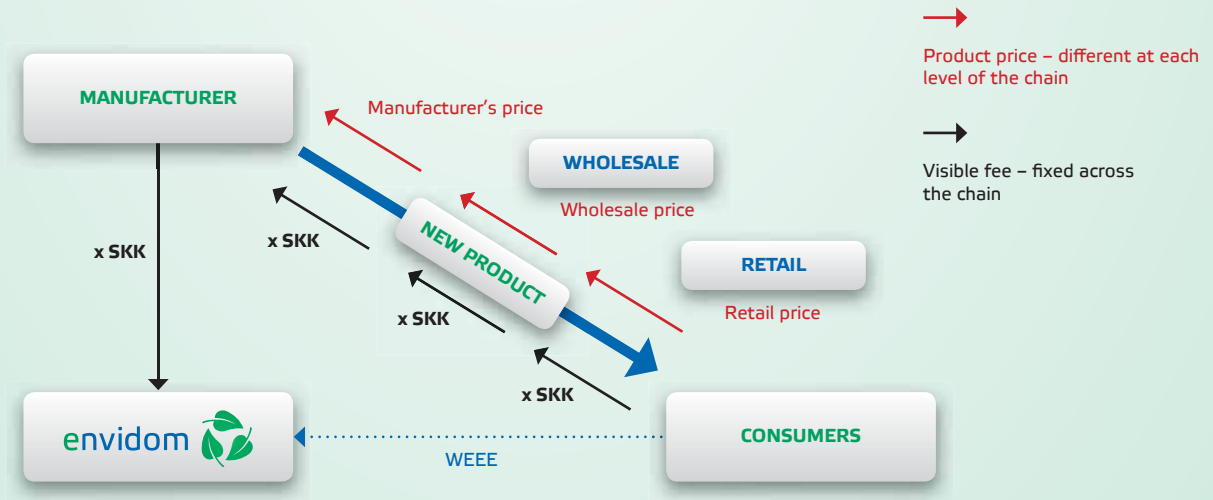 Product price – different at each
level of the chain
Visible fee – fixed across
the chain
MANUFACTURER
Manufacturer's price
WHOLESALE
Wholesale price
NEW PRODUCT
RETAIL
Retail price
x SKK
x SKK
x SKK
x SKK
envidom
WEEE
CONSUMERS